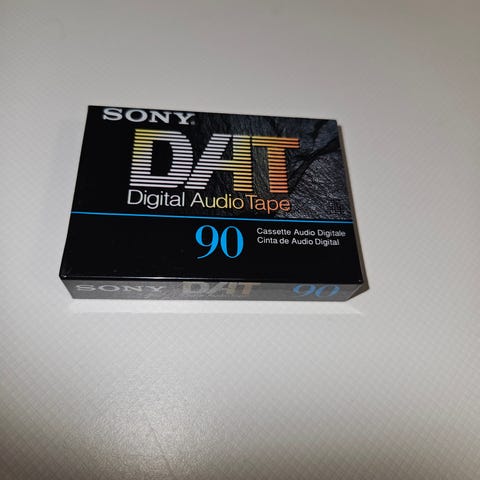 SONY®
DAT
Digital Audio Tape
90
Cassette Audio Digitale
Cinta de Audio Digital
SONY DAT 90